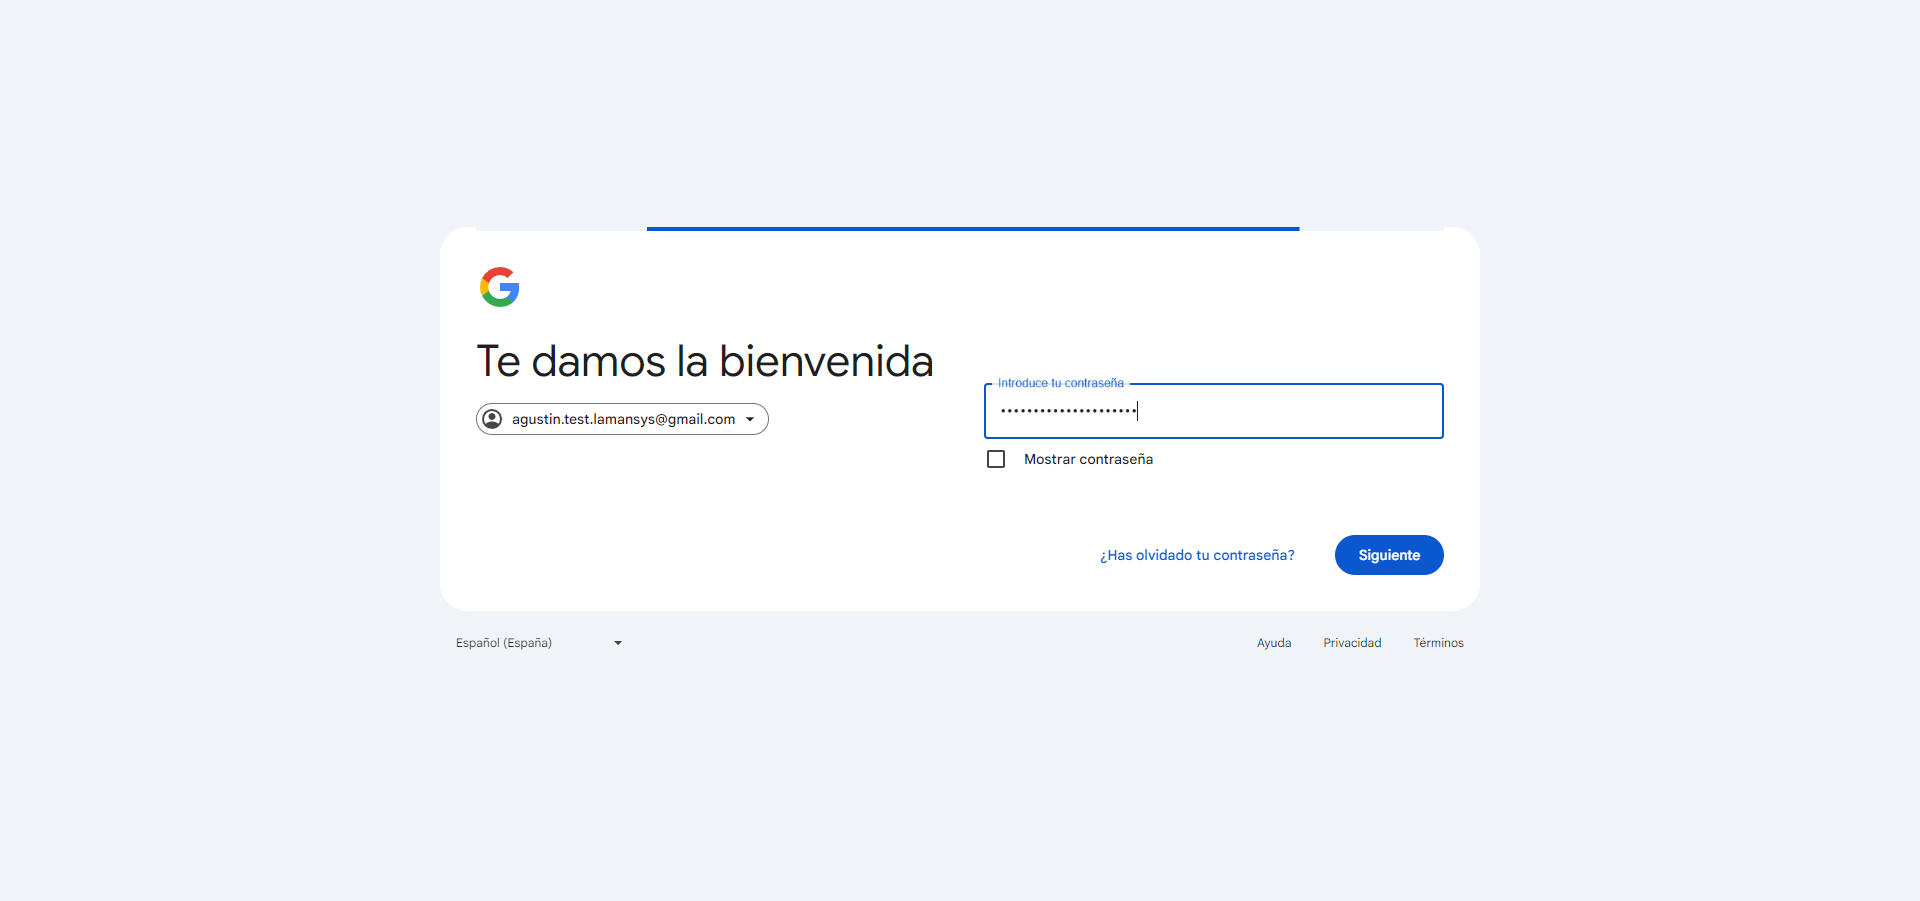 Te damos la bienvenida
agustin.test.lamansys@gmail.com
Introduce tu contraseña
•••••••••••••••••••••
Mostrar contraseña
¿Has olvidado tu contraseña?
Siguiente
Español (España)
Ayuda
Privacidad
Términos